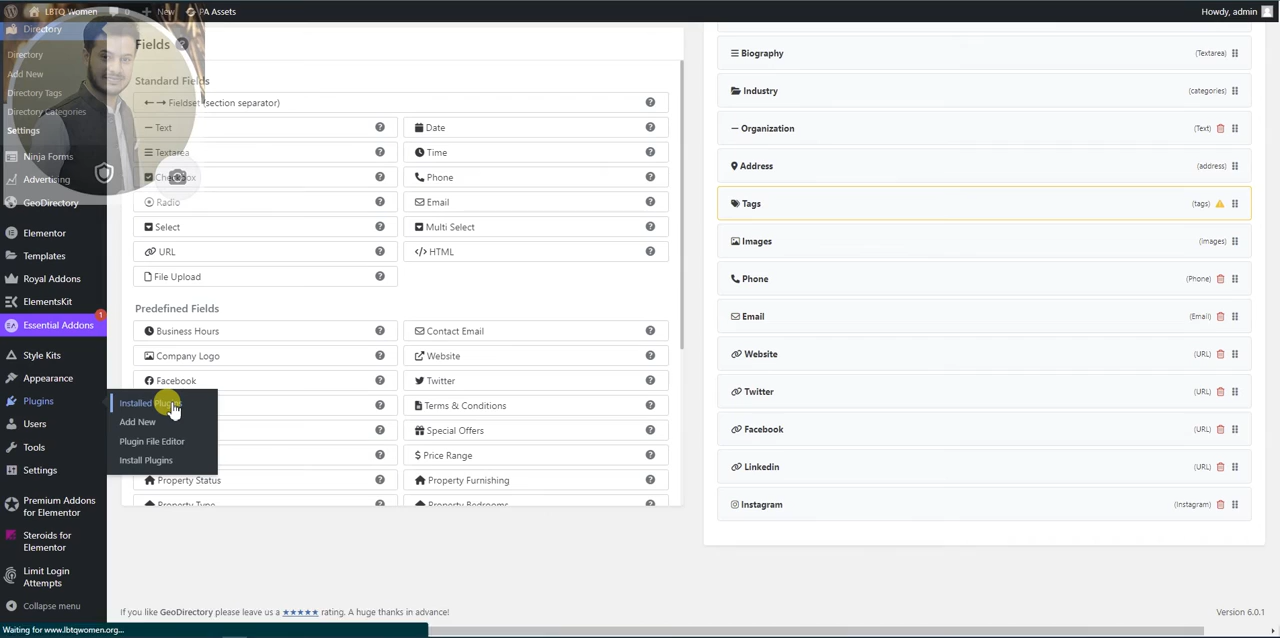 LBTQ Women 0 New PA Assets Howdy, admin
Directory
Directory
Add New
Directory Tags
Directory Categories
Settings
Ninja Forms
Advertising
GeoDirectory
Elementor
Templates
Royal Addons
ElementsKit
Essential Addons 1
Style Kits
Appearance
Plugins
Users
Tools
Settings
Premium Addons
for Elementor
Steroids for
Elementor
Limit Login
Attempts
Collapse menu
Installed Plugins
Add New
Plugin File Editor
Install Plugins
Fields ?
Standard Fields
Fieldset (section separator) ?
Text ? Date ?
Textarea ? Time ?
Checkbox ? Phone ?
Radio ? Email ?
Select ? Multi Select ?
URL ? HTML ?
File Upload ?
Predefined Fields
Business Hours ? Contact Email ?
Company Logo ? Website ?
Facebook ? Twitter ?
? Terms & Conditions ?
? Special Offers ?
? Price Range ?
Property Status ? Property Furnishing ?
Property Type ? Property Bedrooms ?
Biography (Textarea)
Industry (categories)
Organization (Text)
Address (address)
Tags (tags)
Images (images)
Phone (Phone)
Email (Email)
Website (URL)
Twitter (URL)
Facebook (URL)
Linkedin (URL)
Instagram (Instagram)
If you like GeoDirectory please leave us a ★★★★★ rating. A huge thanks in advance! Version 6.0.1
Waiting for www.lbtqwomen.org...